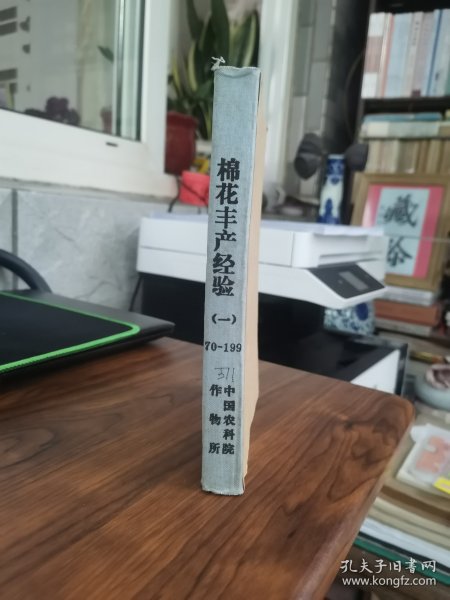 棉花丰产经验
(一)
70-199
371
中国农科院
作物所
藏
孔夫子旧书网
www.kongfz.com